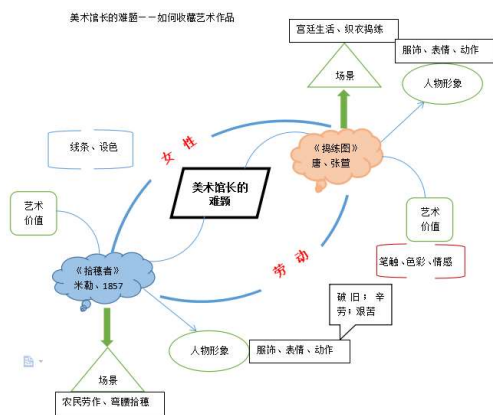 美术馆长的难题——如何收藏艺术作品
宫廷生活、织衣捣练
服饰、表情、动作
场景
人物形象
线条、设色
女 性
《捣练图》
唐、张萱
美术馆长的
难题
艺术
价值
艺术
价值
笔触、色彩、情感
劳 动
《拾穗者》
米勒、1857
破旧；辛
劳；艰苦
人物形象
服饰、表情、动作
场景
农民劳作、弯腰拾穗